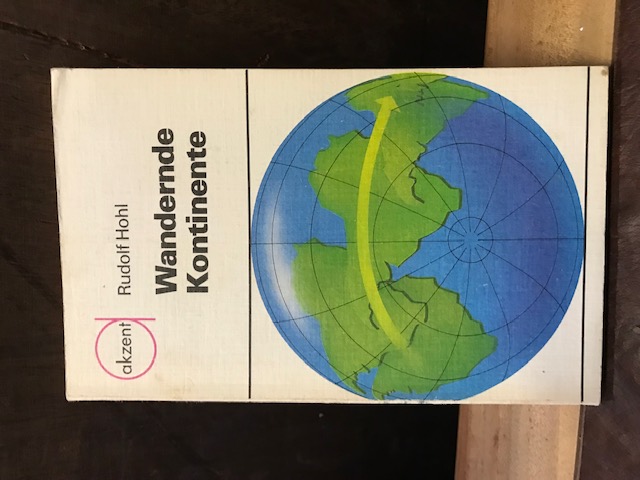 akzent
Rudolf Hohl
Wandernde
Kontinente